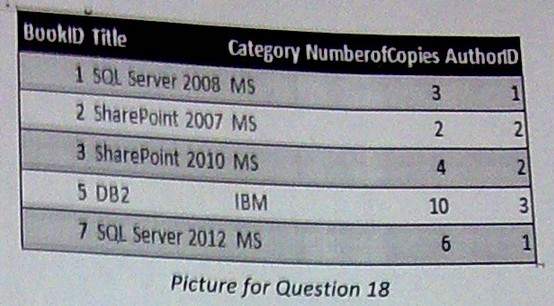 BookID Title Category NumberofCopies AuthorID
1 SQL Server 2008 MS 3 1
2 SharePoint 2007 MS 2 2
3 SharePoint 2010 MS 4 2
5 DB2 IBM 10 3
7 SQL Server 2012 MS 6 1
Picture for Question 18